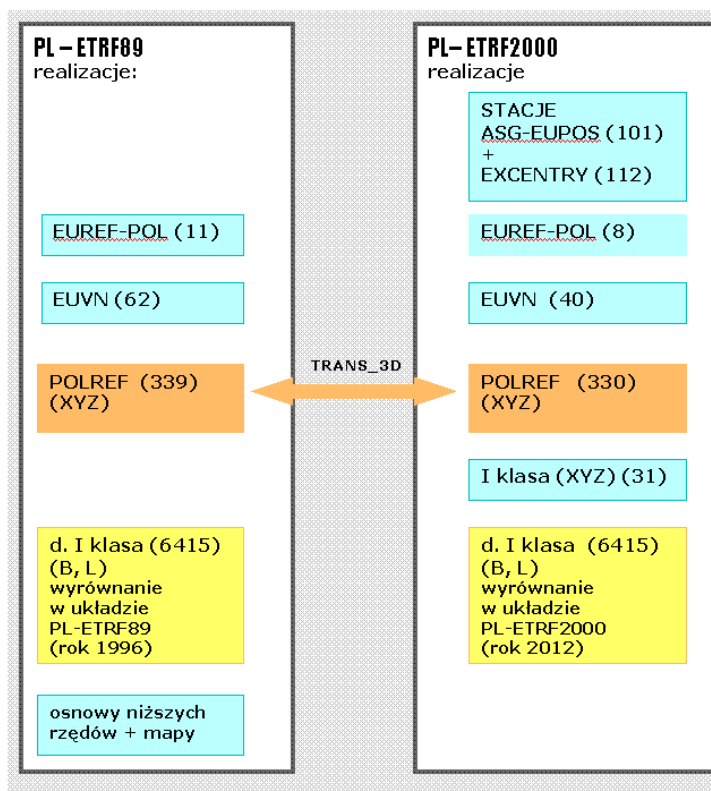 PL-ETRF89
realizacje:
EUREF-POL (11)
EUVN (62)
POLREF (339)
(XYZ)
d. I klasa (6415)
(B, L)
wyrównanie
w układzie
PL-ETRF89
(rok 1996)
osnowy niższych
rzędów + mapy
TRANS_3D
PL-ETRF2000
realizacje
STACJE
ASG-EUPOS (101)
+
EXCENTRY (112)
EUREF-POL (8)
EUVN (40)
POLREF (330)
(XYZ)
I klasa (XYZ) (31)
d. I klasa (6415)
(B, L)
wyrównanie
w układzie
PL-ETRF2000
(rok 2012)